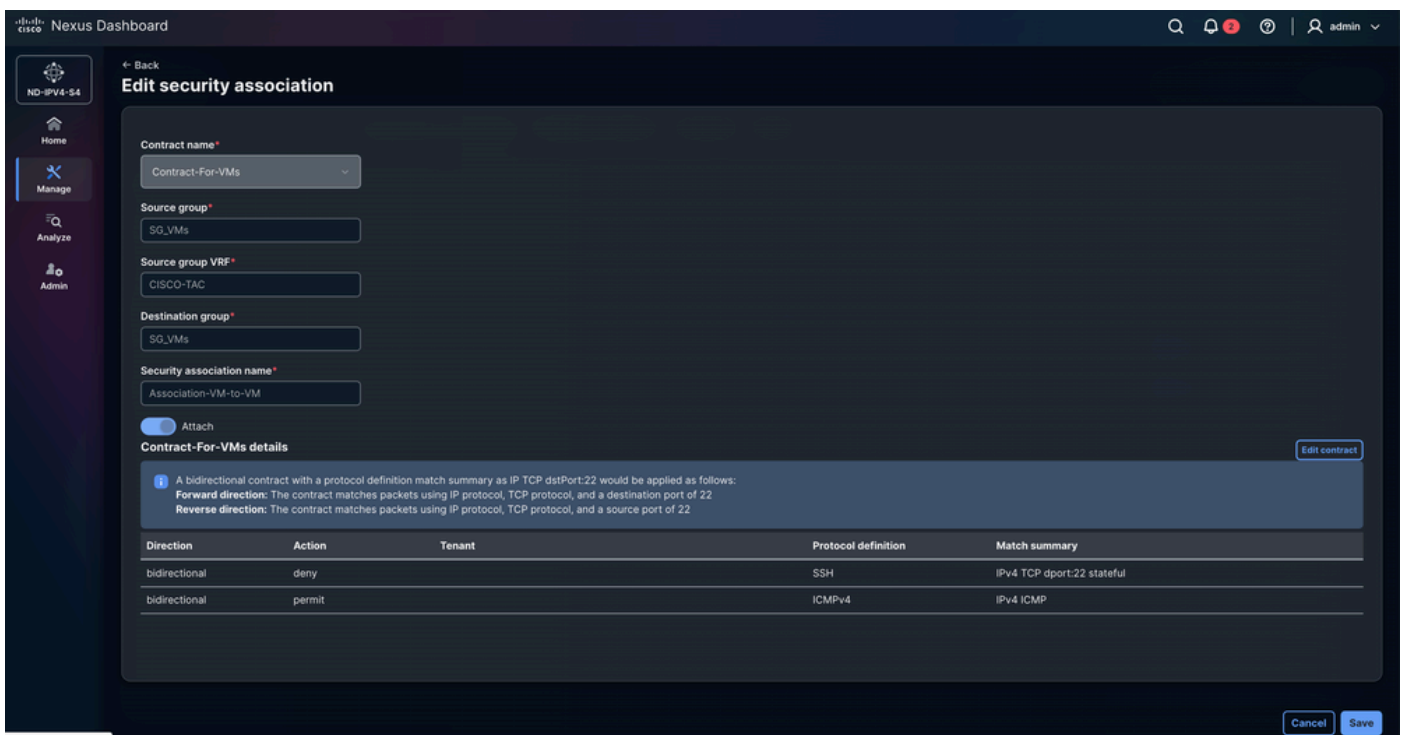 cisco Nexus Dashboard
2
admin
ND-IPV4-S4
Home
Manage
Analyze
Admin
← Back
Edit security association
Contract name*
Contract-For-VMs
Source group*
SG_VMs
Source group VRF*
CISCO-TAC
Destination group*
SG_VMs
Security association name*
Association-VM-to-VM
Attach
Contract-For-VMs details
Edit contract
A bidirectional contract with a protocol definition match summary as IP TCP dstPort:22 would be applied as follows:
Forward direction: The contract matches packets using IP protocol, TCP protocol, and a destination port of 22
Reverse direction: The contract matches packets using IP protocol, TCP protocol, and a source port of 22
Direction Action Tenant Protocol definition Match summary
bidirectional deny SSH IPv4 TCP dport:22 stateful
bidirectional permit ICMPv4 IPv4 ICMP
Cancel Save